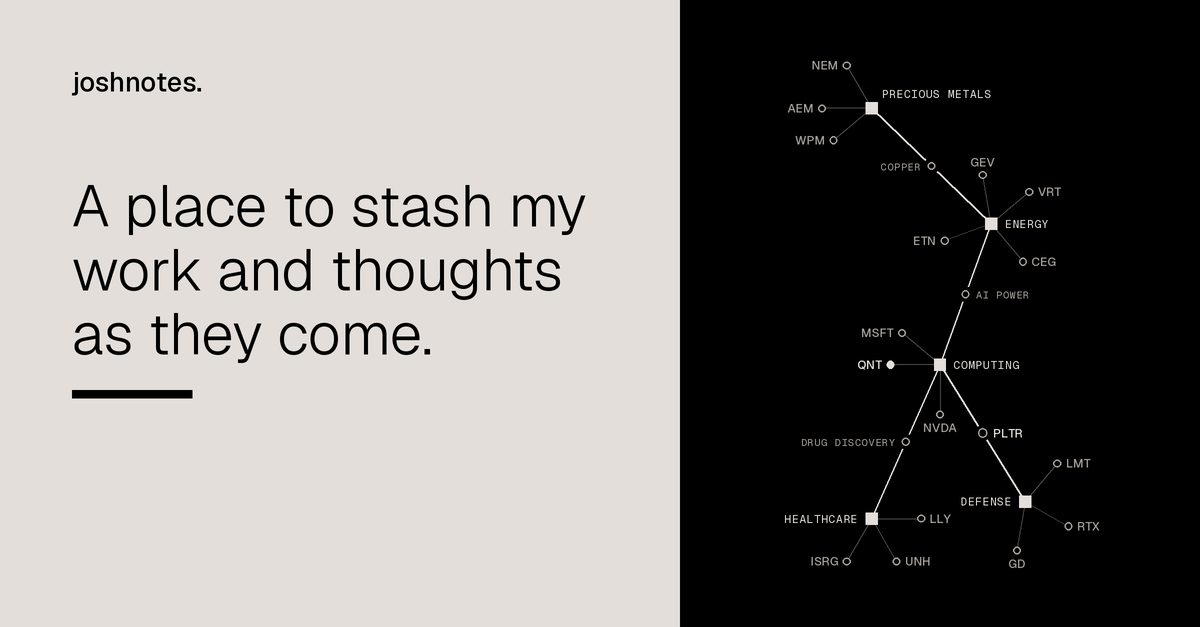 joshnotes.
A place to stash my
work and thoughts
as they come.
NEM
PRECIOUS METALS
AEM
WPM
COPPER
GEV
VRT
ENERGY
ETN
CEG
AI POWER
MSFT
QNT
COMPUTING
NVDA
PLTR
DRUG DISCOVERY
LMT
DEFENSE
HEALTHCARE
LLY
RTX
ISRG
UNH
GD